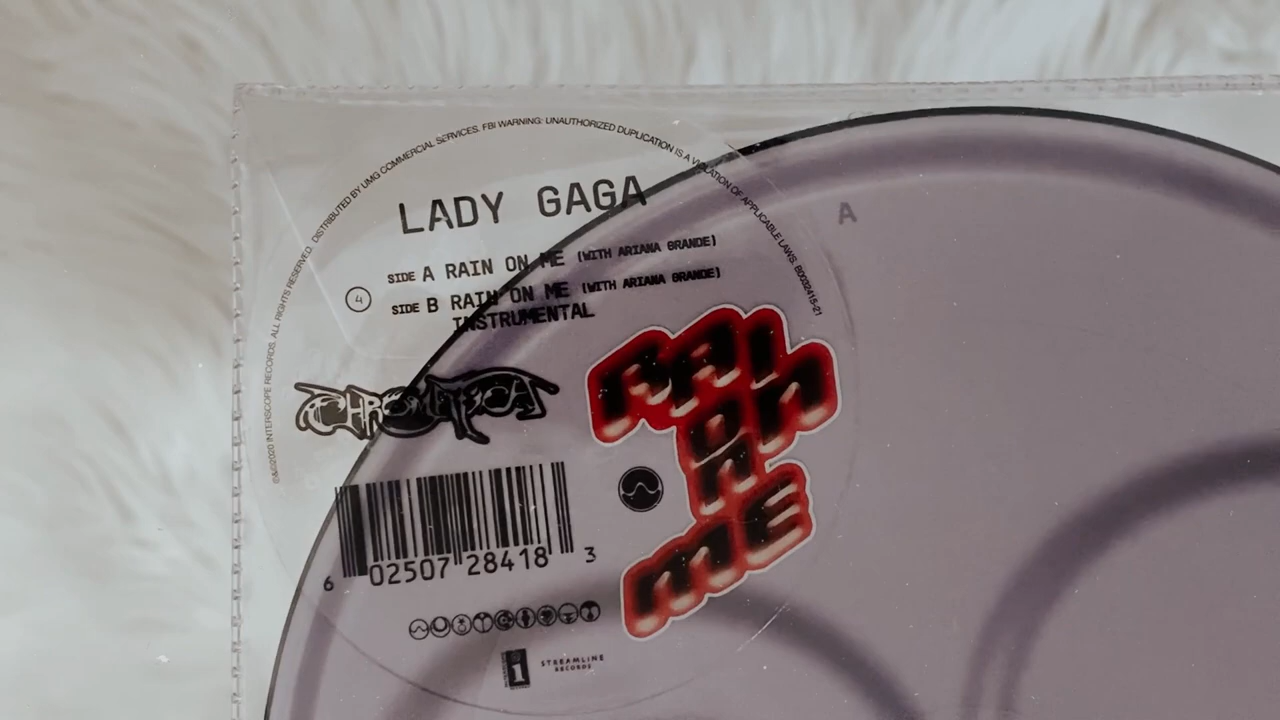 ℗&©2020 INTERSCOPE RECORDS. ALL RIGHTS RESERVED. DISTRIBUTED BY UMG COMMERCIAL SERVICES. FBI WARNING: UNAUTHORIZED DUPLICATION IS A VIOLATION OF APPLICABLE LAWS. B0032415-21
LADY GAGA
A
SIDE A RAIN ON ME (WITH ARIANA GRANDE)
4
SIDE B RAIN ON ME (WITH ARIANA GRANDE)
INSTRUMENTAL
CHROMATICA
RAIN
ON
ME
6 02507 28418 3
i
STREAMLINE
RECORDS